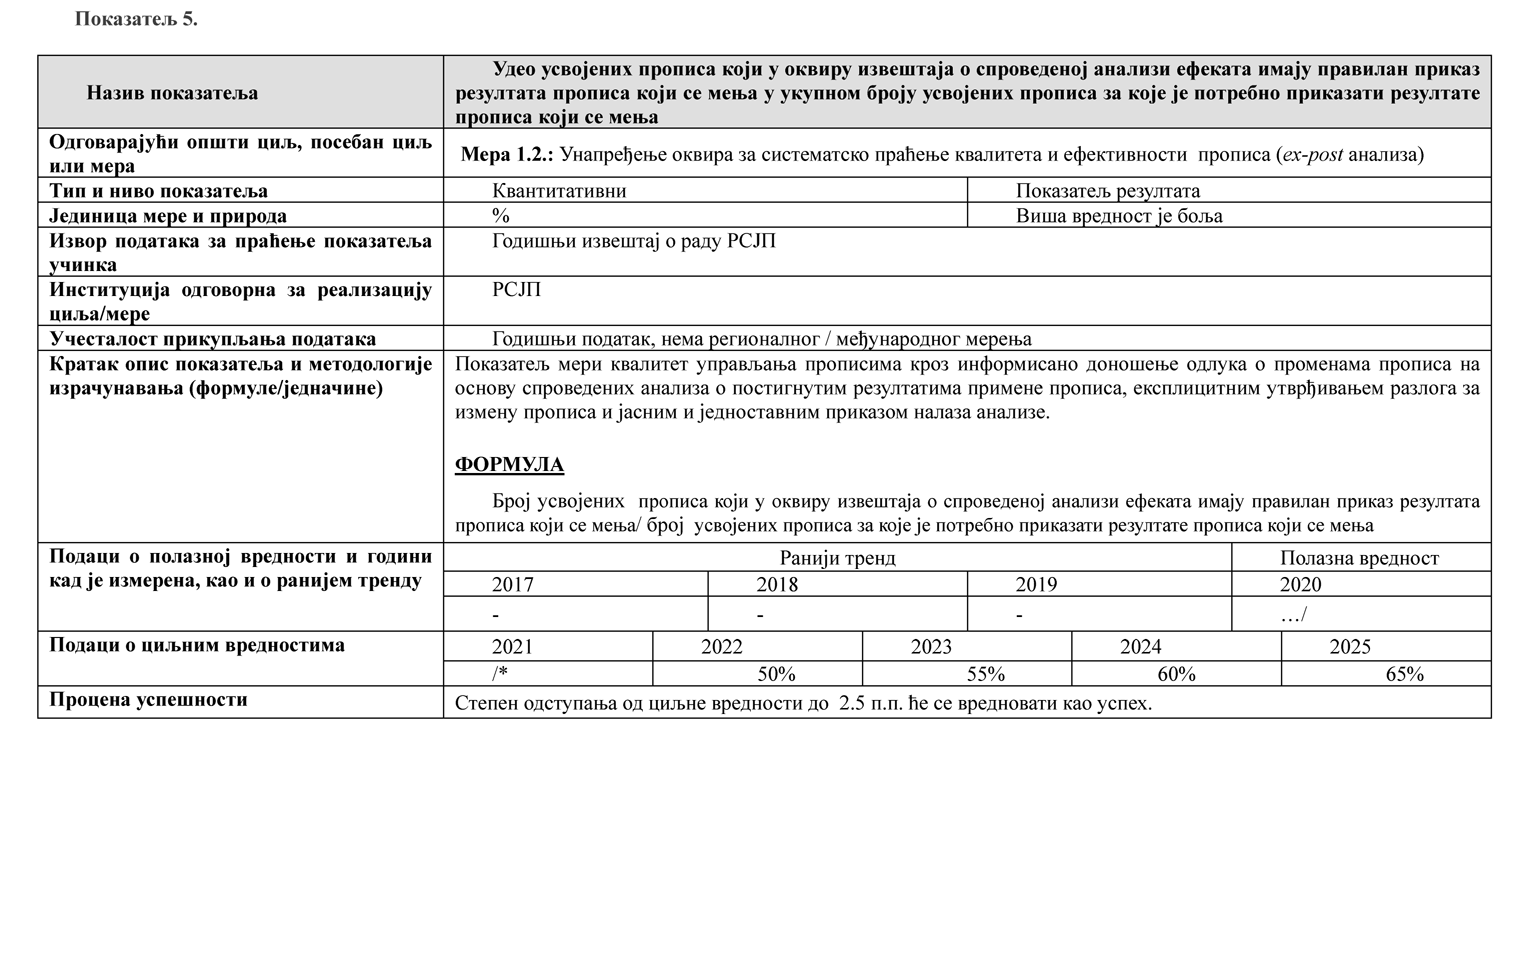 Показатељ 5.
Назив показатеља
Удео усвојених прописа који у оквиру извештаја о спроведеној анализи ефеката имају правилан приказ
резултата прописа који се мења у укупном броју усвојених прописа за које је потребно приказати резултате
прописа који се мења
Одговарајући општи циљ, посебан циљ
или мера
Мера 1.2.: Унапређење оквира за систематско праћење квалитета и ефективности прописа (ex-post анализа)
Тип и ниво показатеља
Квантитативни
Показатељ резултата
Јединица мере и природа
%
Виша вредност је боља
Извор података за праћење показатеља
учинка
Годишњи извештај о раду РСЈП
Институција одговорна за реализацију
циља/мере
РСЈП
Учесталост прикупљања података
Годишњи податак, нема регионалног / међународног мерења
Кратак опис показатеља и методологије
израчунавања (формуле/једначине)
Показатељ мери квалитет управљања прописима кроз информисано доношење одлука о променама прописа на
основу спроведених анализа о постигнутим резултатима примене прописа, експлицитним утврђивањем разлога за
измену прописа и јасним и једноставним приказом налаза анализе.
ФОРМУЛА
Број усвојених прописа који у оквиру извештаја о спроведеној анализи ефеката имају правилан приказ резултата
прописа који се мења/ број усвојених прописа за које је потребно приказати резултате прописа који се мења
Подаци о полазној вредности и години
кад је измерена, као и о ранијем тренду
Ранији тренд
Полазна вредност
2017
2018
2019
2020
-
-
-
…/
Подаци о циљним вредностима
2021
2022
2023
2024
2025
/*
50%
55%
60%
65%
Процена успешности
Степен одступања од циљне вредности до 2.5 п.п. ће се вредновати као успех.